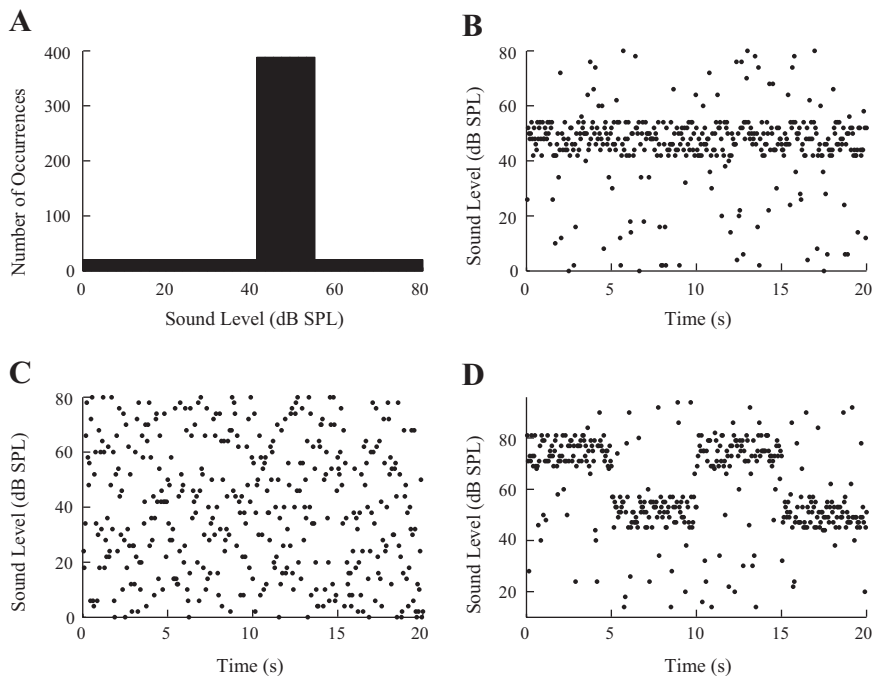 A
Number of Occurrences
400
300
200
100
0
0 20 40 60 80
Sound Level (dB SPL)
B
Sound Level (dB SPL)
80
60
40
20
0
0 5 10 15 20
Time (s)
C
Sound Level (dB SPL)
80
60
40
20
0
0 5 10 15 20
Time (s)
D
Sound Level (dB SPL)
80
60
40
20
0 5 10 15 20
Time (s)